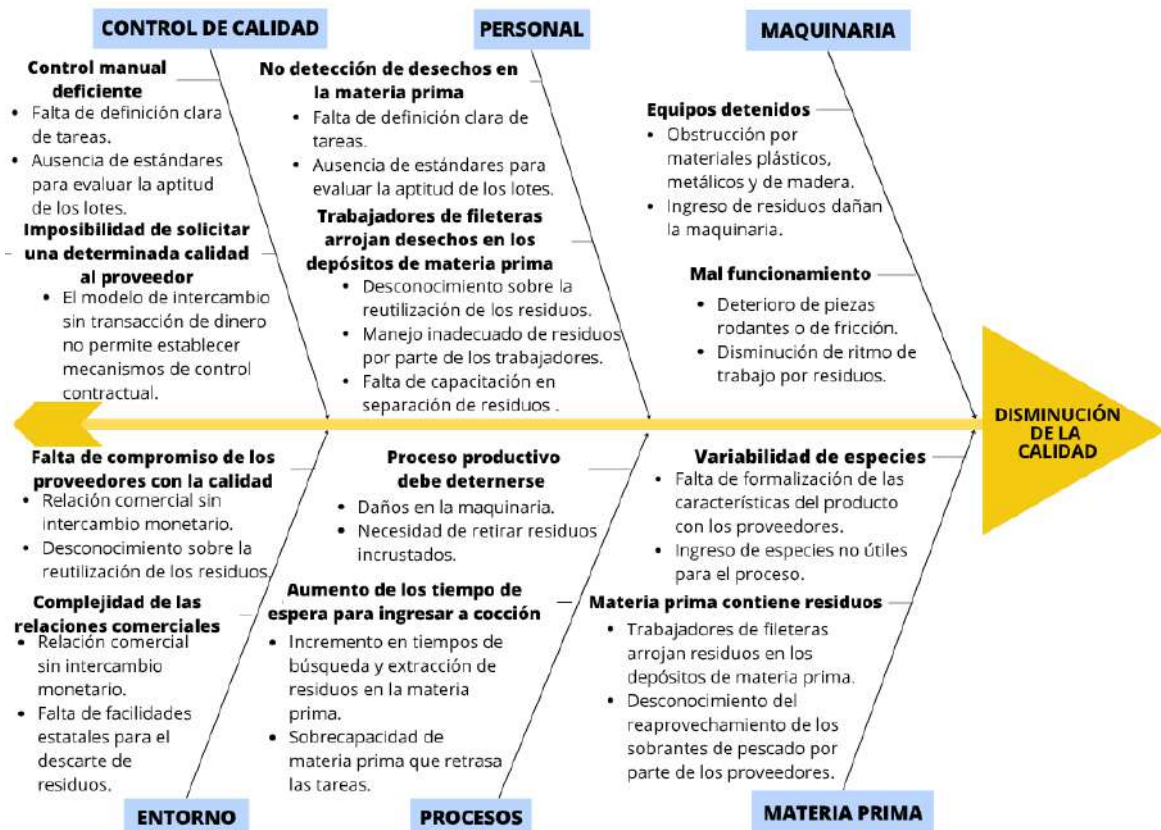 CONTROL DE CALIDAD
Control manual
deficiente
• Falta de definición clara
de tareas.
• Ausencia de estándares
para evaluar la aptitud
de los lotes.
Imposibilidad de solicitar
una determinada calidad
al proveedor
• El modelo de intercambio
sin transacción de dinero
no permite establecer
mecanismos de control
contractual.
PERSONAL
No detección de desechos en
la materia prima
• Falta de definición clara de
tareas.
• Ausencia de estándares para
evaluar la aptitud de los lotes.
Trabajadores de fileteras
arrojan desechos en los
depósitos de materia prima
• Desconocimiento sobre la
reutilización de los residuos.
• Manejo inadecuado de residuos
por parte de los trabajadores.
• Falta de capacitación en
separación de residuos .
MAQUINARIA
Equipos detenidos
• Obstrucción por
materiales plásticos,
metálicos y de madera.
• Ingreso de residuos dañan
la maquinaria.
Mal funcionamiento
• Deterioro de piezas
rodantes o de fricción.
• Disminución de ritmo de
trabajo por residuos.
DISMINUCIÓN
DE LA
CALIDAD
Falta de compromiso de los
proveedores con la calidad
• Relación comercial sin
intercambio monetario.
• Desconocimiento sobre la
reutilización de los residuos.
Complejidad de las
relaciones comerciales
• Relación comercial
sin intercambio
monetario.
• Falta de facilidades
estatales para el
descarte de
residuos.
ENTORNO
Proceso productivo
debe deternerse
• Daños en la maquinaria.
• Necesidad de retirar residuos
incrustados.
Aumento de los tiempo de
espera para ingresar a cocción
• Incremento en tiempos de
búsqueda y extracción de
residuos en la materia
prima.
• Sobrecapacidad de
materia prima que retrasa
las tareas.
PROCESOS
Variabilidad de especies
• Falta de formalización de las
características del producto
con los proveedores.
• Ingreso de especies no útiles
para el proceso.
Materia prima contiene residuos
• Trabajadores de fileteras
arrojan residuos en los
depósitos de materia prima.
• Desconocimiento del
reaprovechamiento de los
sobrantes de pescado por
parte de los proveedores.
MATERIA PRIMA